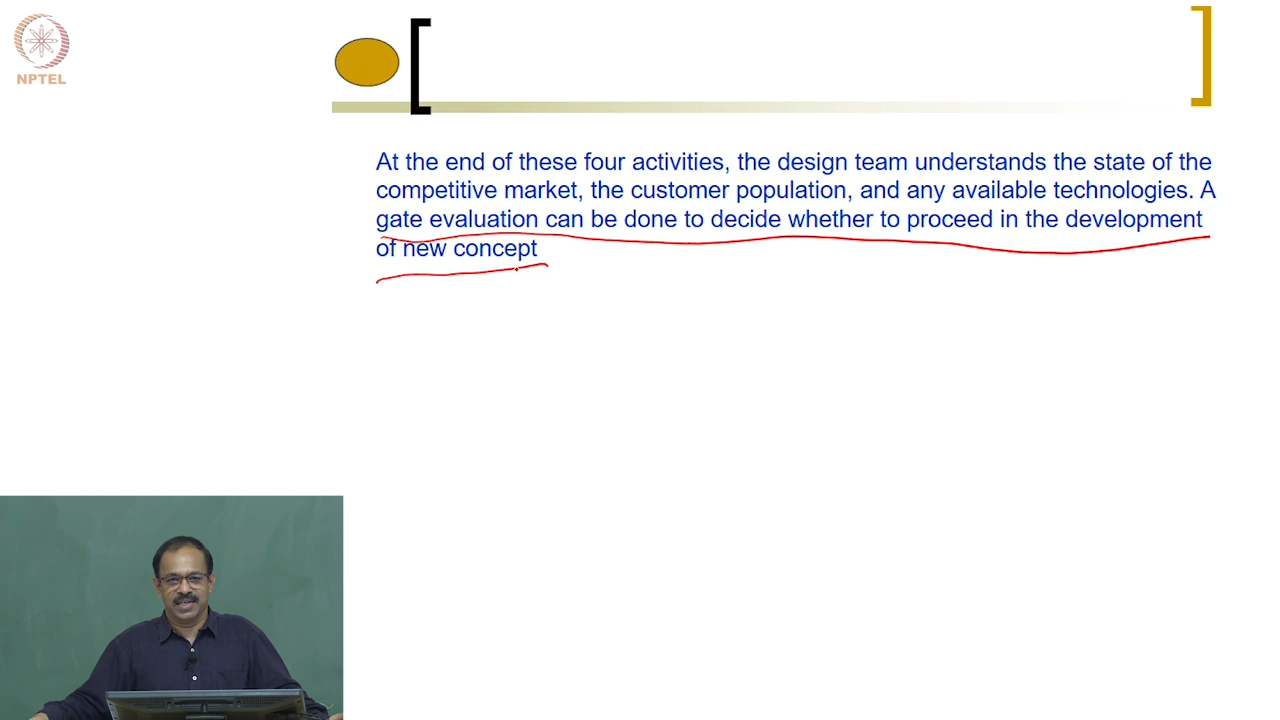 NPTEL
At the end of these four activities, the design team understands the state of the
competitive market, the customer population, and any available technologies. A
gate evaluation can be done to decide whether to proceed in the development
of new concept